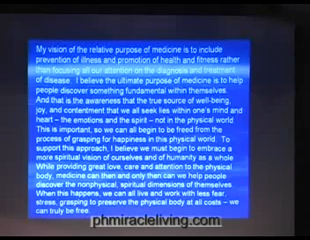 My vision of the relative purpose of medicine is to include
prevention of illness and promotion of health and fitness rather
than focusing all our attention on the diagnosis and treatment
of disease. I believe the ultimate purpose of medicine is to help
people discover something fundamental within themselves.
And that is the awareness that the true source of well-being,
joy, and contentment that we all seek lies within one's mind and
heart – the emotions and the spirit – not in the physical world.
This is important, so we can all begin to be freed from the
process of grasping for happiness in this physical world. To
support this approach, I believe we must begin to embrace a
more spiritual vision of ourselves and of humanity as a whole
While providing great love, care and attention to the physical
body, medicine can then and only then can we help people
discover the nonphysical, spiritual dimensions of themselves.
When this happens, we can all live and work with less fear,
stress, grasping to preserve the physical body at all costs – we
can truly be free.
phmiracleliving.com